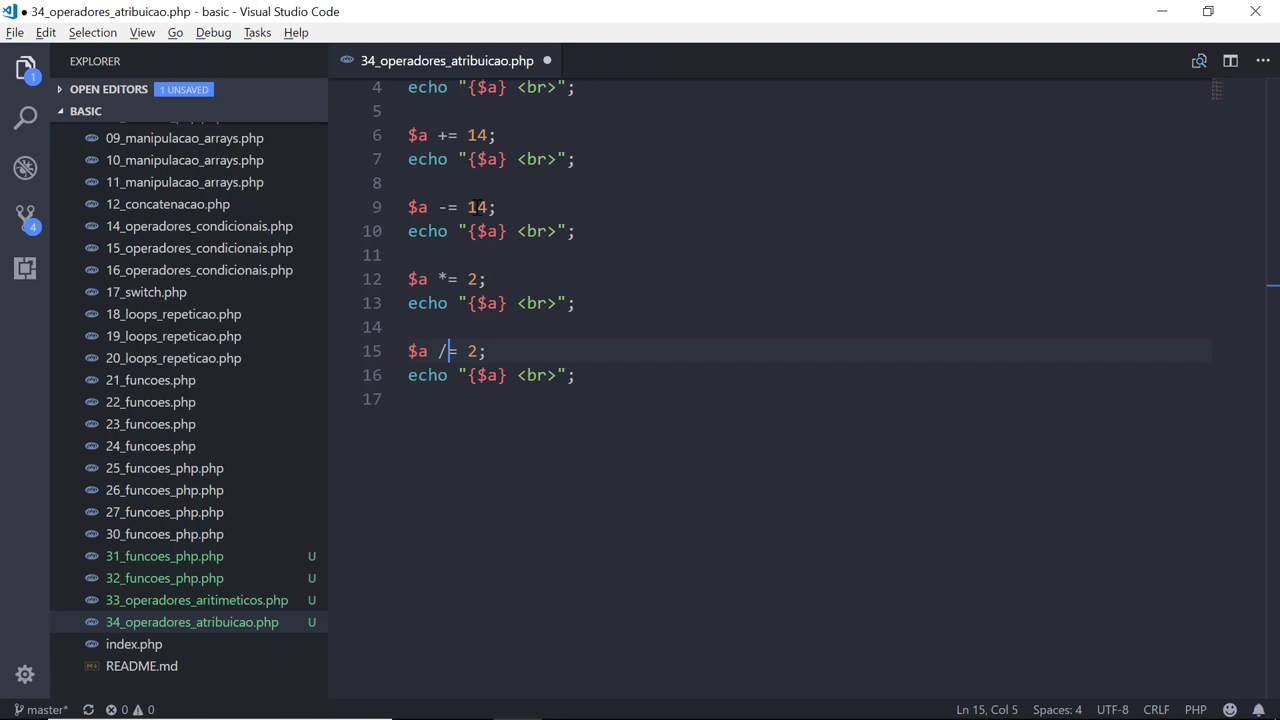 34_operadores_atribuicao.php - basic - Visual Studio Code
File Edit Selection View Go Debug Tasks Help
EXPLORER
OPEN EDITORS 1 UNSAVED
BASIC
09_manipulacao_arrays.php
10_manipulacao_arrays.php
11_manipulacao_arrays.php
12_concatenacao.php
14_operadores_condicionais.php
15_operadores_condicionais.php
16_operadores_condicionais.php
17_switch.php
18_loops_repeticao.php
19_loops_repeticao.php
20_loops_repeticao.php
21_funcoes.php
22_funcoes.php
23_funcoes.php
24_funcoes.php
25_funcoes_php.php
26_funcoes_php.php
27_funcoes_php.php
30_funcoes_php.php
31_funcoes_php.php U
32_funcoes_php.php U
33_operadores_aritimeticos.php U
34_operadores_atribuicao.php U
index.php
README.md
1
4
34_operadores_atribuicao.php
4 echo "{$a} <br>";
5
6 $a += 14;
7 echo "{$a} <br>";
8
9 $a -= 14;
10 echo "{$a} <br>";
11
12 $a *= 2;
13 echo "{$a} <br>";
14
15 $a /= 2;
16 echo "{$a} <br>";
17
master* 0 0 Ln 15, Col 5 Spaces: 4 UTF-8 CRLF PHP